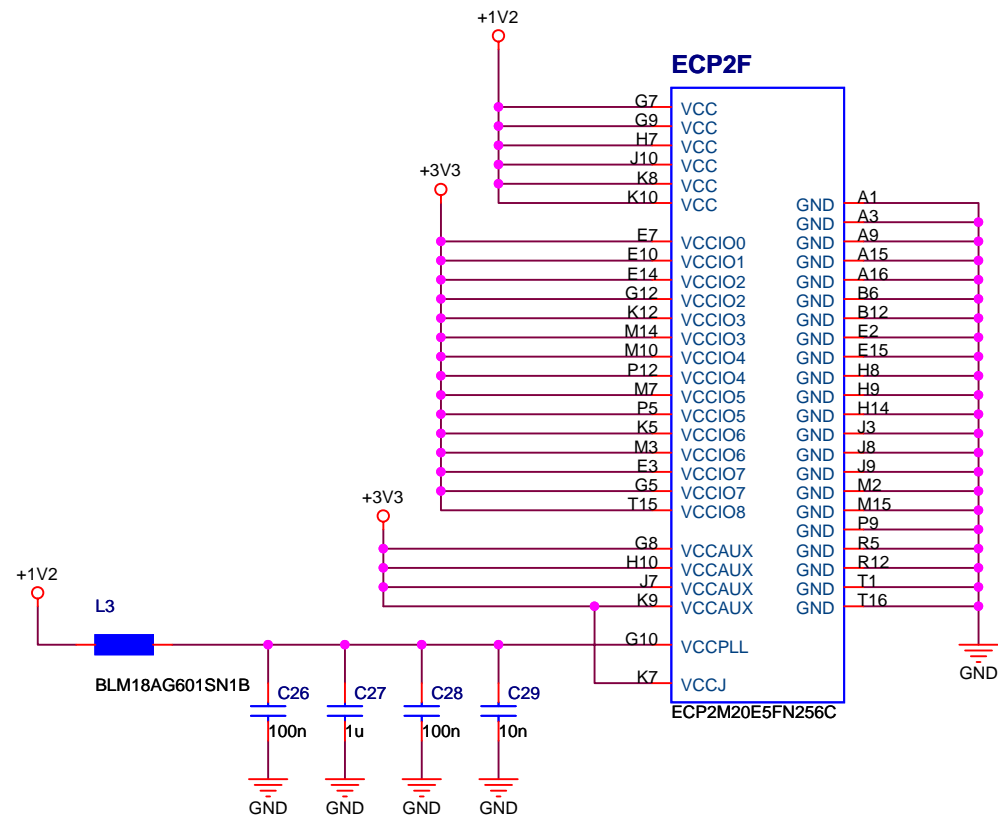 +1V2
ECP2F
G7 VCC
G9 VCC
H7 VCC
J10 VCC
+3V3
K8 VCC
K10 VCC GND A1
GND A3
E7 VCCIO0 GND A9
E10 VCCIO1 GND A15
E14 VCCIO2 GND A16
G12 VCCIO2 GND B6
K12 VCCIO3 GND B12
M14 VCCIO3 GND E2
M10 VCCIO4 GND E15
P12 VCCIO4 GND H8
M7 VCCIO5 GND H9
P5 VCCIO5 GND H14
K5 VCCIO6 GND J3
M3 VCCIO6 GND J8
E3 VCCIO7 GND J9
G5 VCCIO7 GND M2
+3V3
T15 VCCIO8 GND M15
GND P9
G8 VCCAUX GND R5
H10 VCCAUX GND R12
+1V2
J7 VCCAUX GND T1
L3
K9 VCCAUX GND T16
G10 VCCPLL
GND
BLM18AG601SN1B
K7 VCCJ
C26 C27 C28 C29
ECP2M20E5FN256C
100n 1u 100n 10n
GND GND GND GND